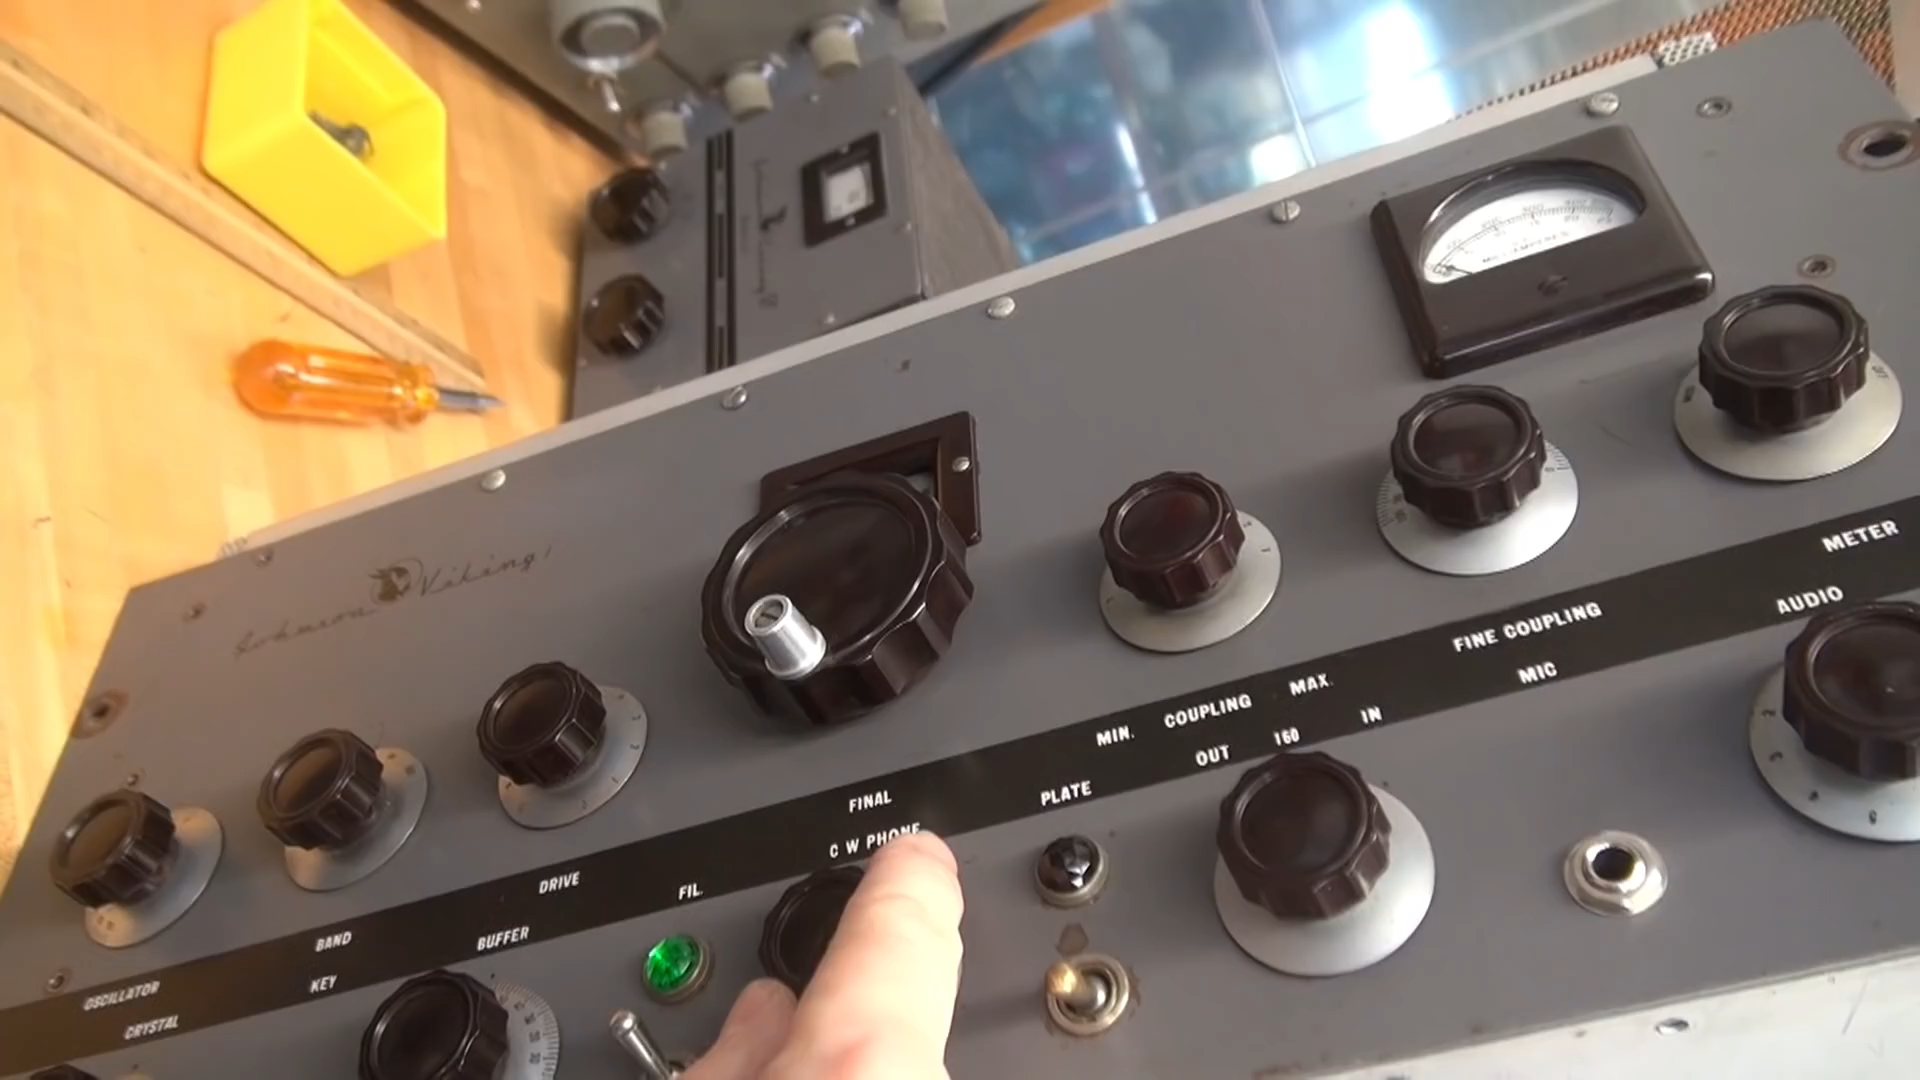 Johnson Viking
METER
FINE COUPLING
AUDIO
MIN. COUPLING MAX.
MIC
OUT 160 IN
FINAL
PLATE
C W PHONE
DRIVE
FIL.
BAND
BUFFER
OSCILLATOR
KEY
CRYSTAL